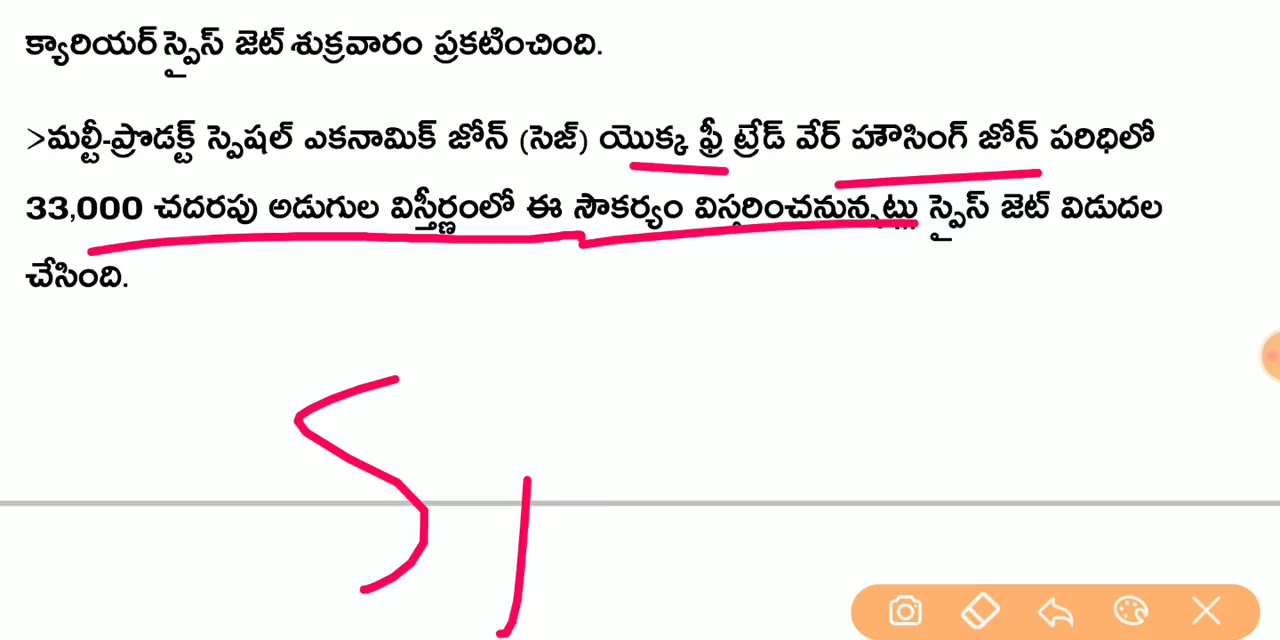 క్యారియర్ స్పైస్ జెట్ శుక్రవారం ప్రకటించింది.
>మల్టీ-ప్రొడక్ట్ స్పెషల్ ఎకనామిక్ జోన్ (సెజ్) యొక్క ఫ్రీ ట్రేడ్ వేర్ హౌసింగ్ జోన్ పరిధిలో
33,000 చదరపు అడుగుల విస్తీర్ణంలో ఈ సౌకర్యం విస్తరించనున్నట్లు స్పైస్ జెట్ విడుదల
చేసింది.